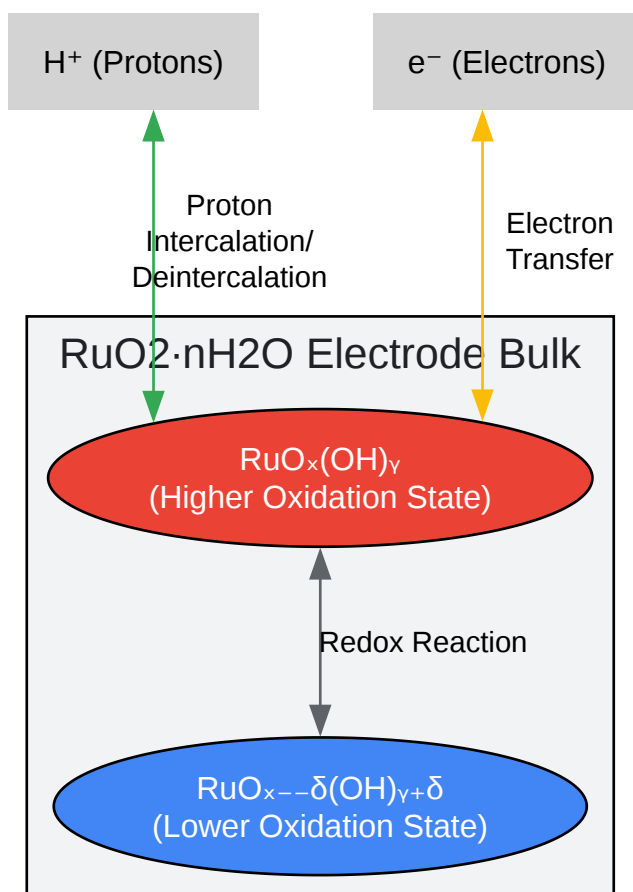 H⁺ (Protons)
e⁻ (Electrons)
Proton
Intercalation/
Deintercalation
Electron
Transfer
RuO2·nH2O Electrode Bulk
RuOₓ(OH)ᵧ
(Higher Oxidation State)
Redox Reaction
RuOₓ₋₋δ(OH)ᵧ₊δ
(Lower Oxidation State)